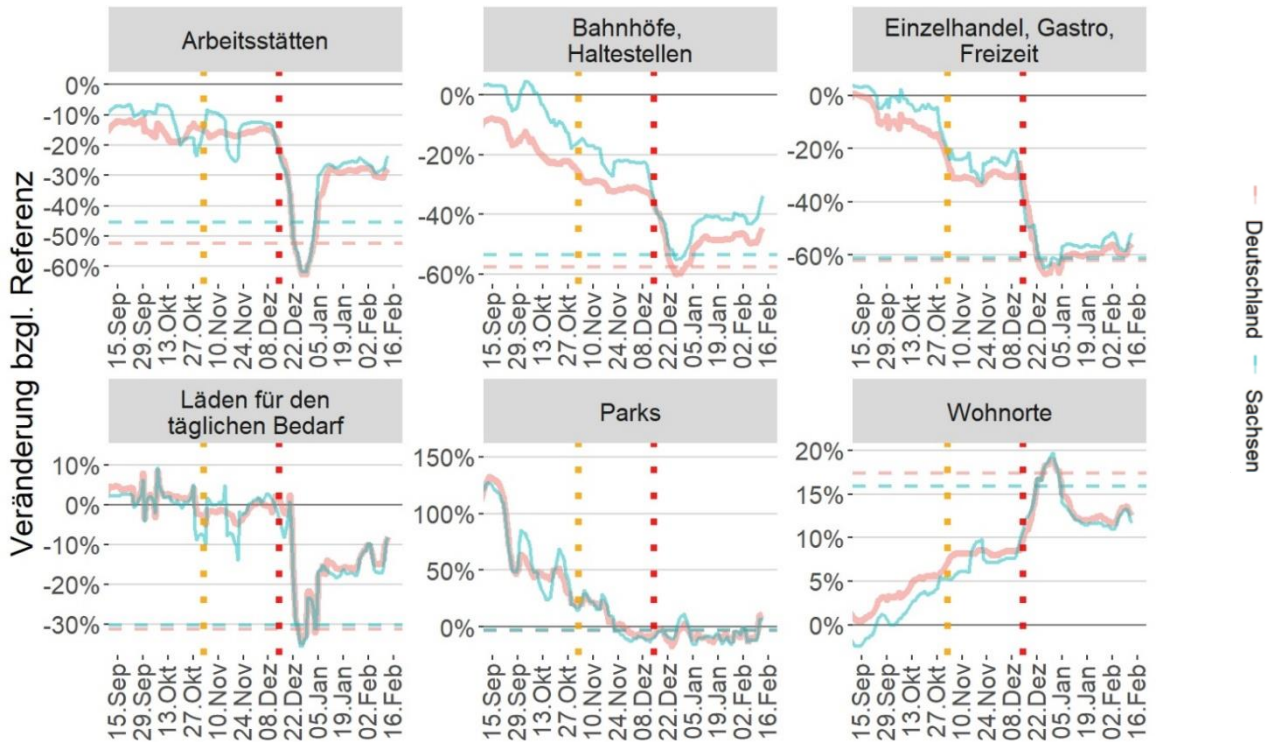 Veränderung bzgl. Referenz
Arbeitsstätten
0%
-10%
-20%
-30%
-40%
-50%
-60%
15.Sep
29.Sep
13.Okt
27.Okt
10.Nov
24.Nov
08.Dez
22.Dez
05.Jan
19.Jan
02.Feb
16.Feb
Bahnhöfe,
Haltestellen
0%
-20%
-40%
-60%
15.Sep
29.Sep
13.Okt
27.Okt
10.Nov
24.Nov
08.Dez
22.Dez
05.Jan
19.Jan
02.Feb
16.Feb
Einzelhandel, Gastro,
Freizeit
0%
-20%
-40%
-60%
15.Sep
29.Sep
13.Okt
27.Okt
10.Nov
24.Nov
08.Dez
22.Dez
05.Jan
19.Jan
02.Feb
16.Feb
Läden für den
täglichen Bedarf
10%
0%
-10%
-20%
-30%
15.Sep
29.Sep
13.Okt
27.Okt
10.Nov
24.Nov
08.Dez
22.Dez
05.Jan
19.Jan
02.Feb
16.Feb
Parks
150%
100%
50%
0%
15.Sep
29.Sep
13.Okt
27.Okt
10.Nov
24.Nov
08.Dez
22.Dez
05.Jan
19.Jan
02.Feb
16.Feb
Wohnorte
20%
15%
10%
5%
0%
15.Sep
29.Sep
13.Okt
27.Okt
10.Nov
24.Nov
08.Dez
22.Dez
05.Jan
19.Jan
02.Feb
16.Feb
Deutschland
Sachsen